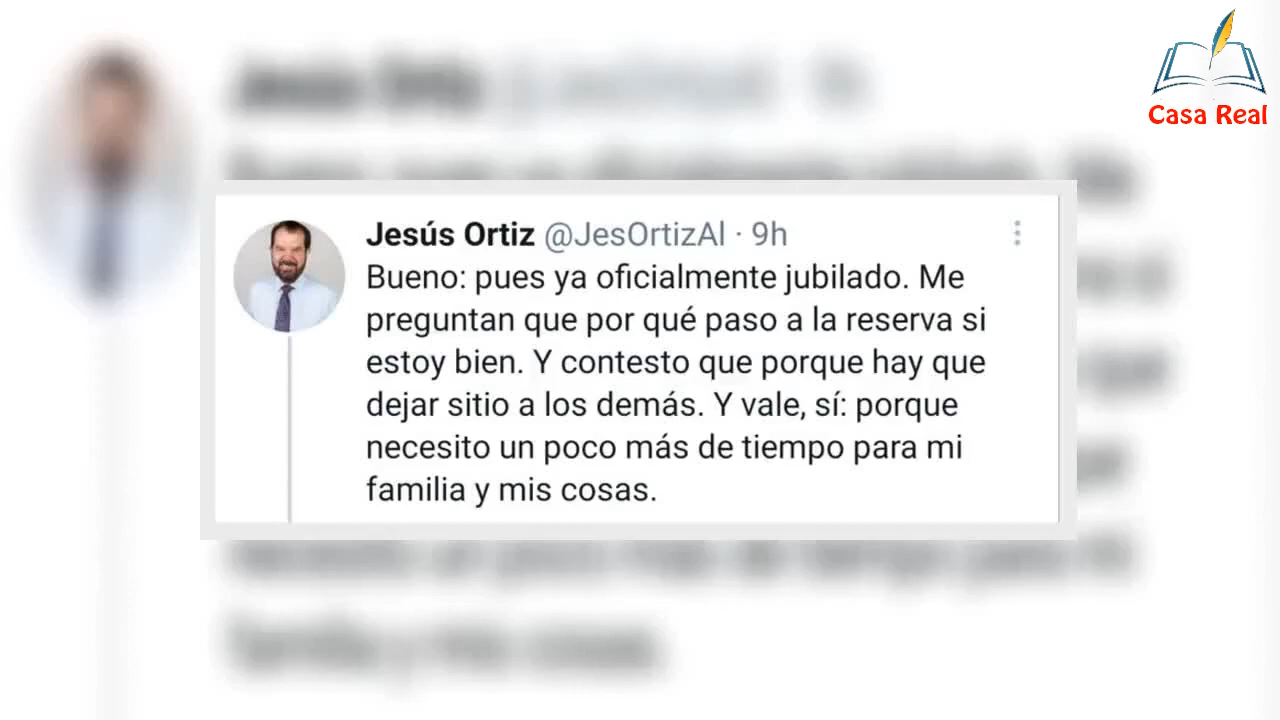 Casa Real
Jesús Ortiz @JesOrtizAl · 9h
Bueno: pues ya oficialmente jubilado. Me
preguntan que por qué paso a la reserva si
estoy bien. Y contesto que porque hay que
dejar sitio a los demás. Y vale, sí: porque
necesito un poco más de tiempo para mi
familia y mis cosas.